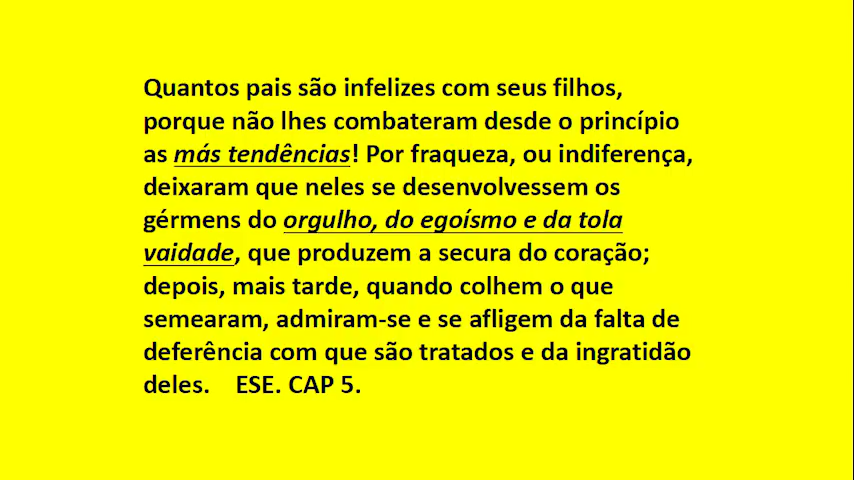 Quantos pais são infelizes com seus filhos,
porque não lhes combateram desde o princípio
as más tendências! Por fraqueza, ou indiferença,
deixaram que neles se desenvolvessem os
gérmens do orgulho, do egoísmo e da tola
vaidade, que produzem a secura do coração;
depois, mais tarde, quando colhem o que
semearam, admiram-se e se afligem da falta de
deferência com que são tratados e da ingratidão
deles. ESE. CAP 5.